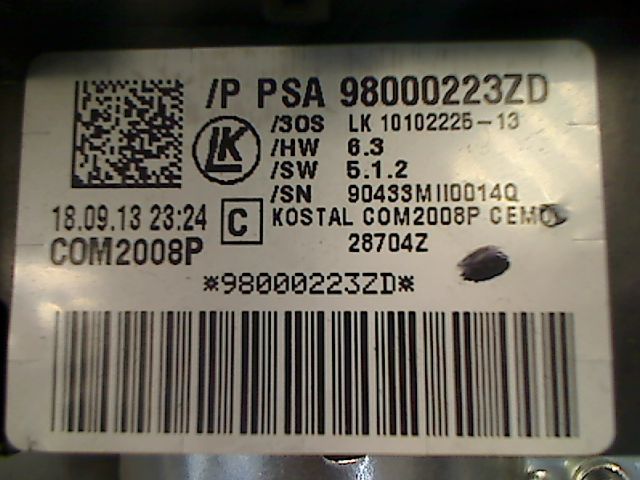 /P PSA 98000223ZD
/3OS LK 10102225-13
LK
/HW 6.3
/SW 5.1.2
/SN 90433MII0014Q
18.09.13 23:24 C KOSTAL COM2008P
COM2008P 28704Z
*98000223ZD*